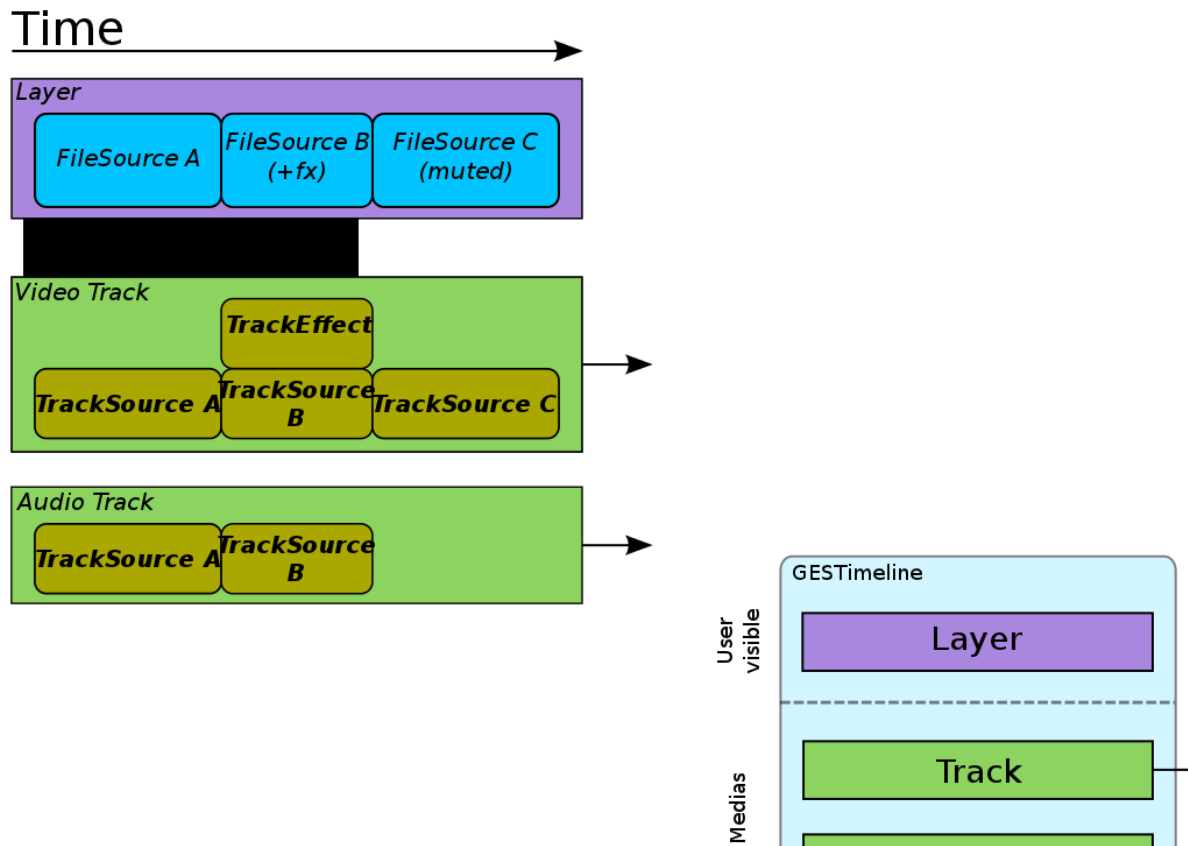 Time
Layer
FileSource A
FileSource B
(+fx)
FileSource C
(muted)
Video Track
TrackEffect
TrackSource A
TrackSource
B
TrackSource C
Audio Track
TrackSource A
TrackSource
B
GESTimeline
User
visible
Layer
Medias
Track